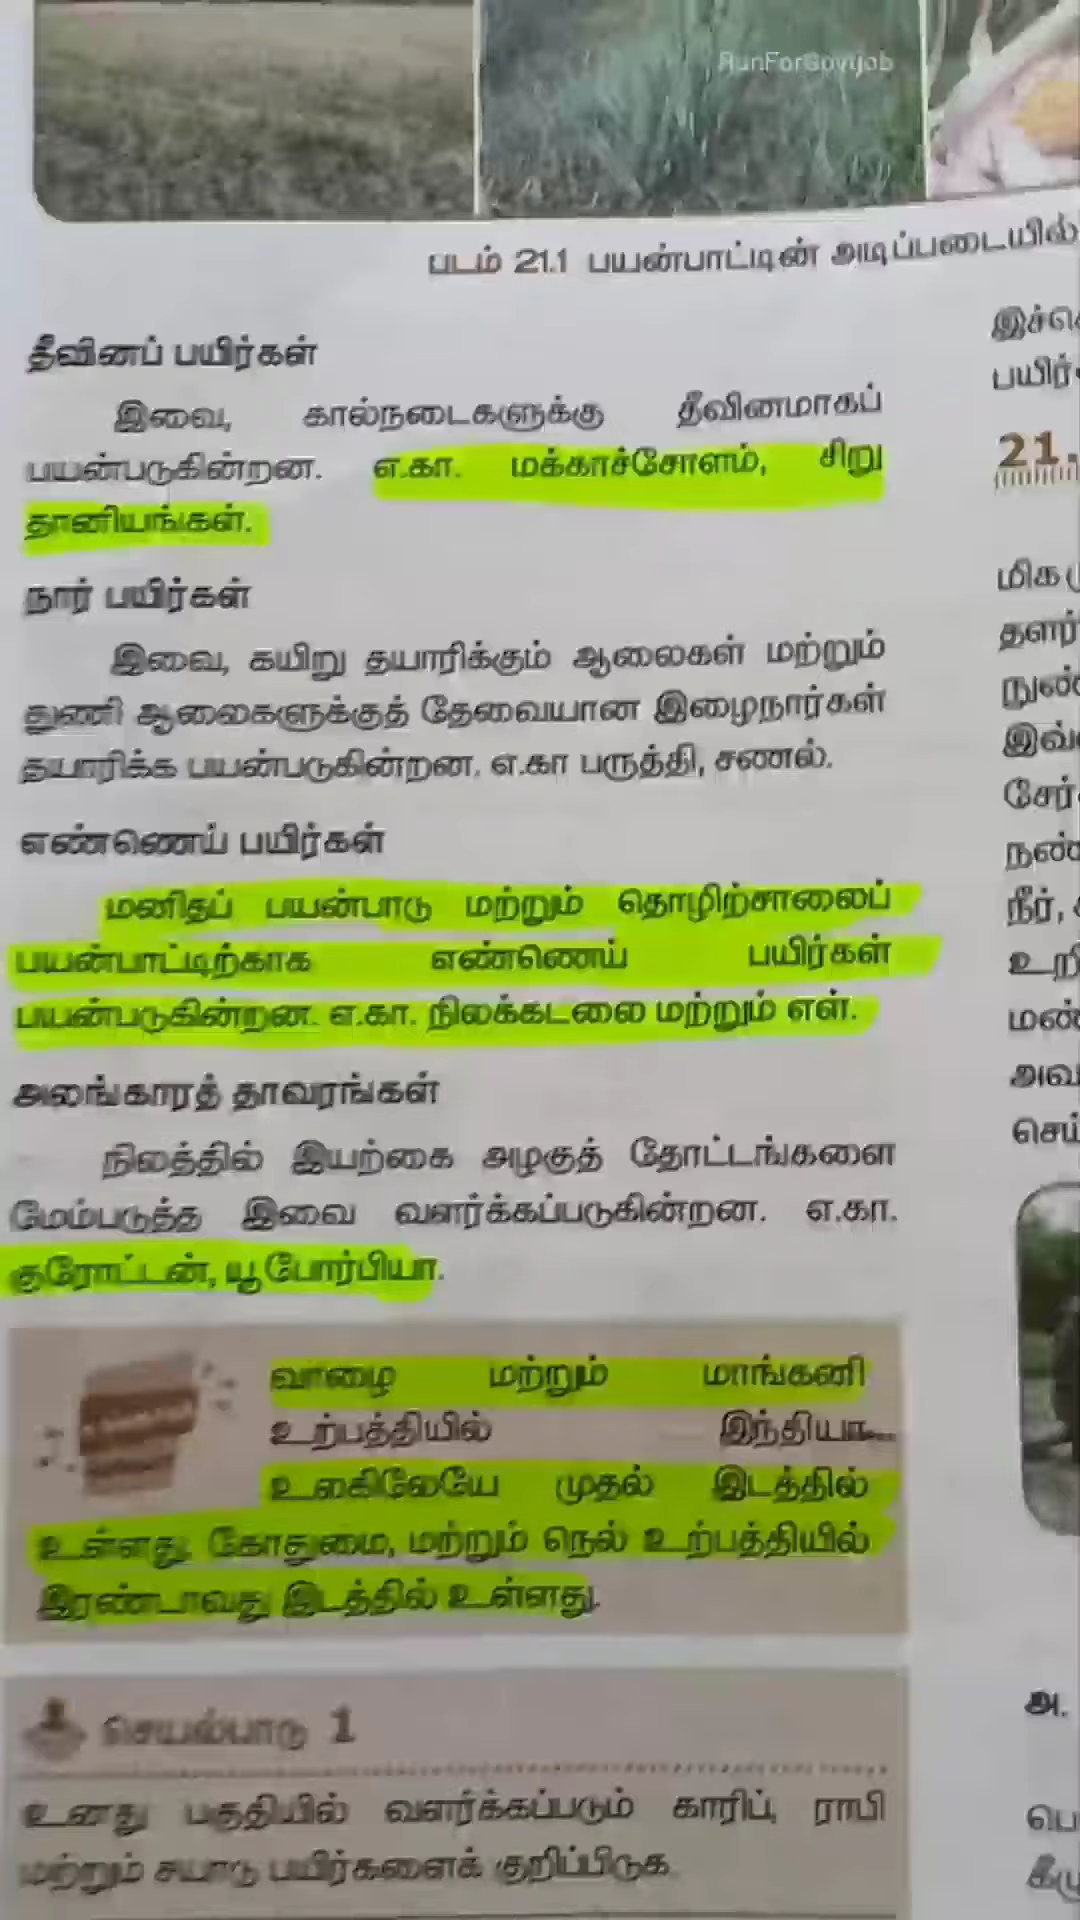 RunForGovtjob
படம் 21.1 பயன்பாட்டின் அடிப்படையில்
தீவினப் பயிர்கள்
இவை, கால்நடைகளுக்கு தீவினமாகப்
பயன்படுகின்றன. எ.கா. மக்காச்சோளம், சிறு
தானியங்கள்.
நார் பயிர்கள்
இவை, கயிறு தயாரிக்கும் ஆலைகள் மற்றும்
துணி ஆலைகளுக்குத் தேவையான இழைநார்கள்
தயாரிக்க பயன்படுகின்றன. எ.கா பருத்தி, சணல்.
எண்ணெய் பயிர்கள்
மனிதப் பயன்பாடு மற்றும் தொழிற்சாலைப்
பயன்பாட்டிற்காக எண்ணெய் பயிர்கள்
பயன்படுகின்றன. எ.கா. நிலக்கடலை மற்றும் எள்.
அலங்காரத் தாவரங்கள்
நிலத்தில் இயற்கை அழகுத் தோட்டங்களை
மேம்படுத்த இவை வளர்க்கப்படுகின்றன. எ.கா.
குரோட்டன், யூபோர்பியா.
வாழை மற்றும் மாங்கனி
உற்பத்தியில் இந்தியா
உலகிலேயே முதல் இடத்தில்
உள்ளது. கோதுமை, மற்றும் நெல் உற்பத்தியில்
இரண்டாவது இடத்தில் உள்ளது.
செயல்பாடு 1
உனது பகுதியில் வளர்க்கப்படும் காரிப், ராபி
மற்றும் சயாடு பயிர்களைக் குறிப்பிடுக.
21.
மிக
நீர்,
அ.